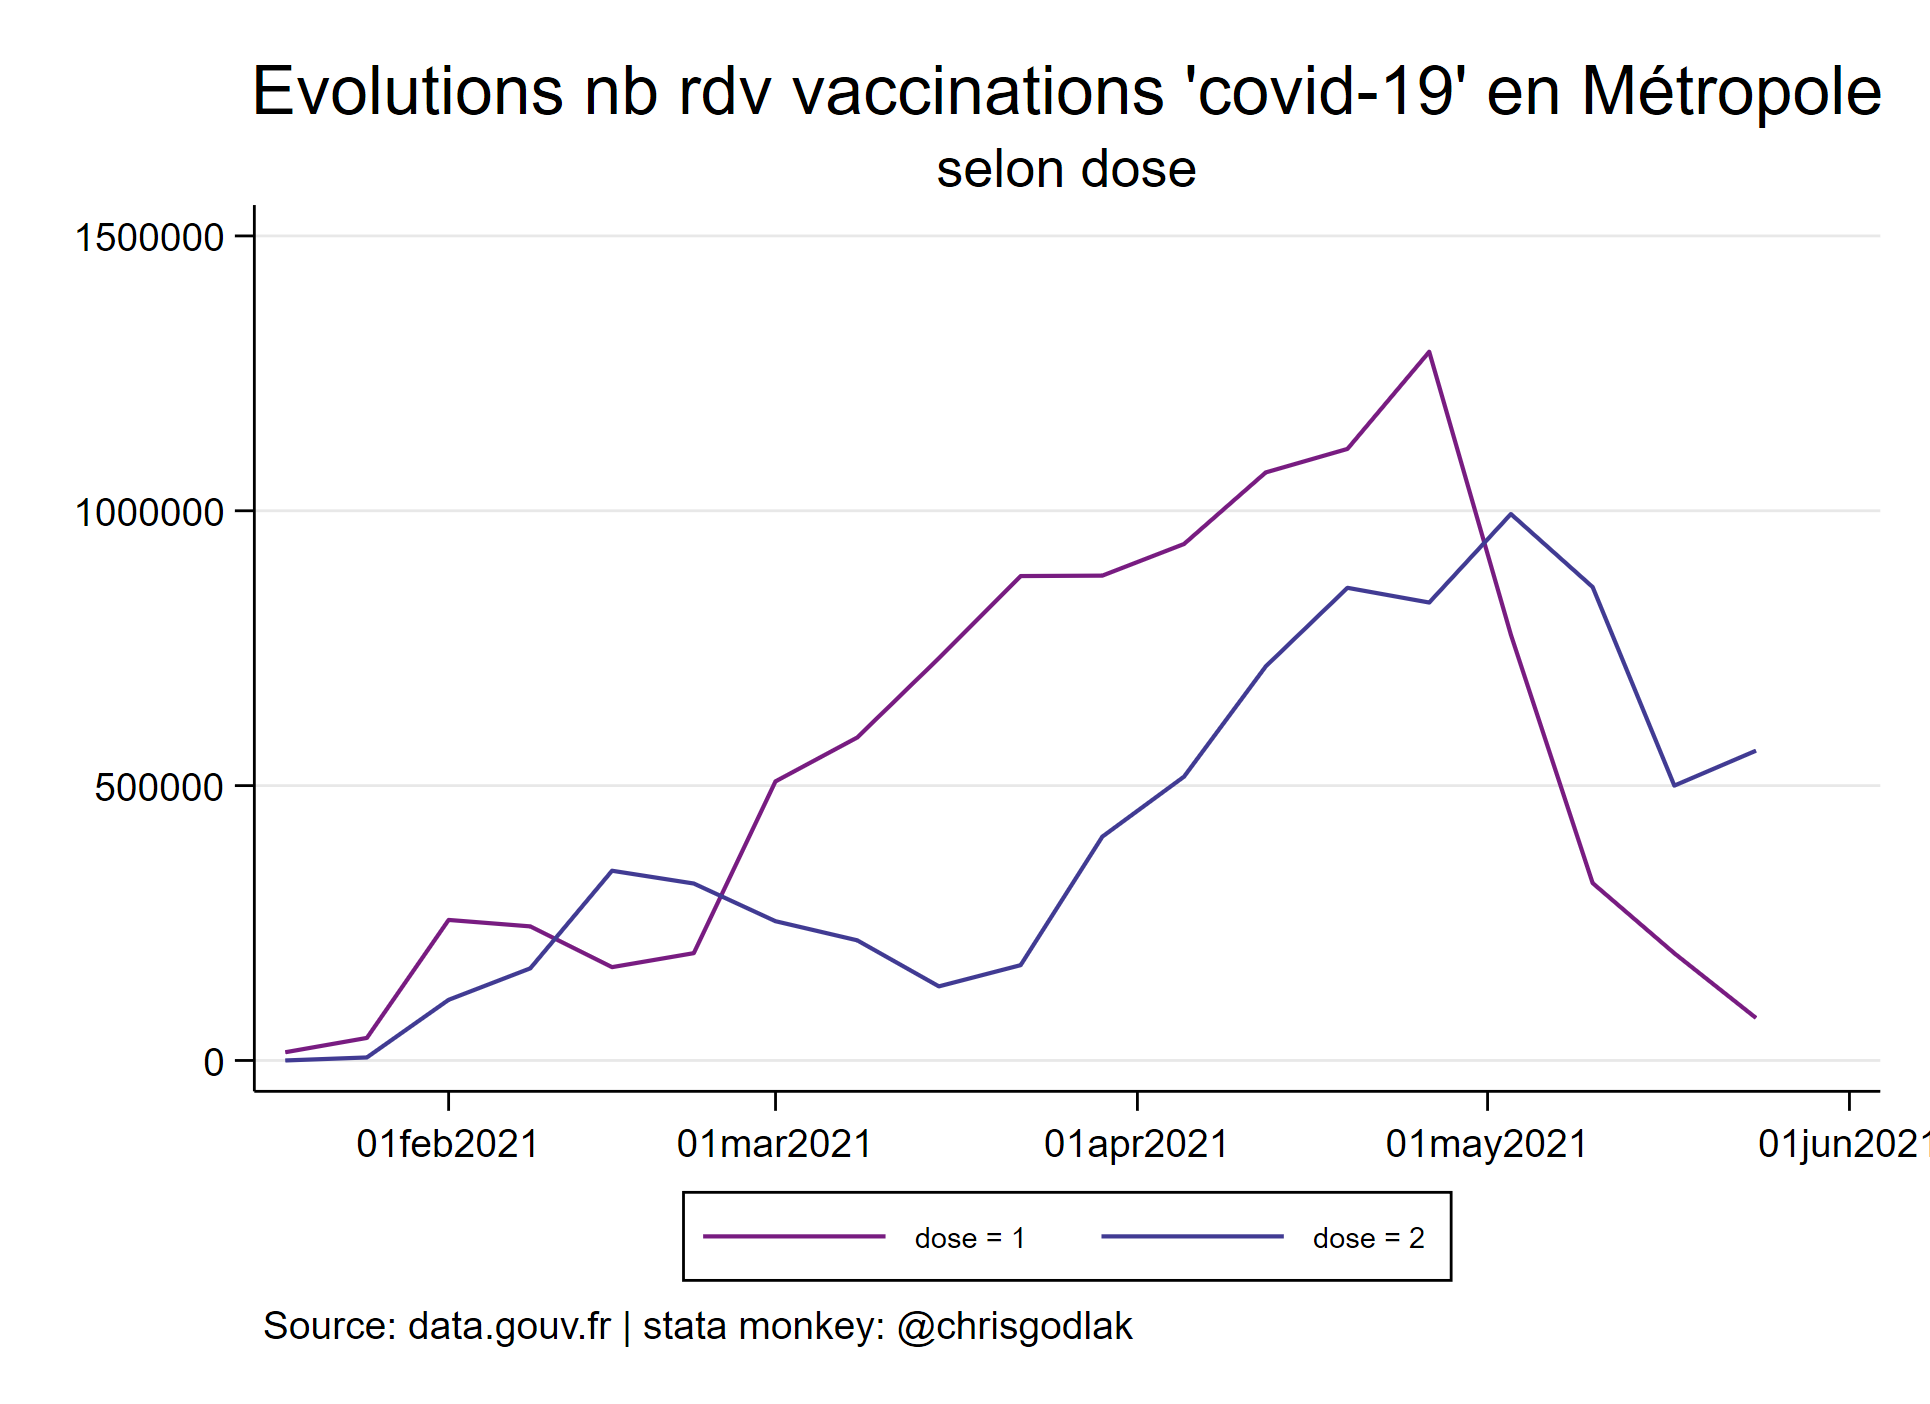 Evolutions nb rdv vaccinations 'covid-19' en Métropole
selon dose
1500000
1000000
500000
0
01feb2021 01mar2021 01apr2021 01may2021 01jun2021
dose = 1 dose = 2
Source: data.gouv.fr | stata monkey: @chrisgodlak